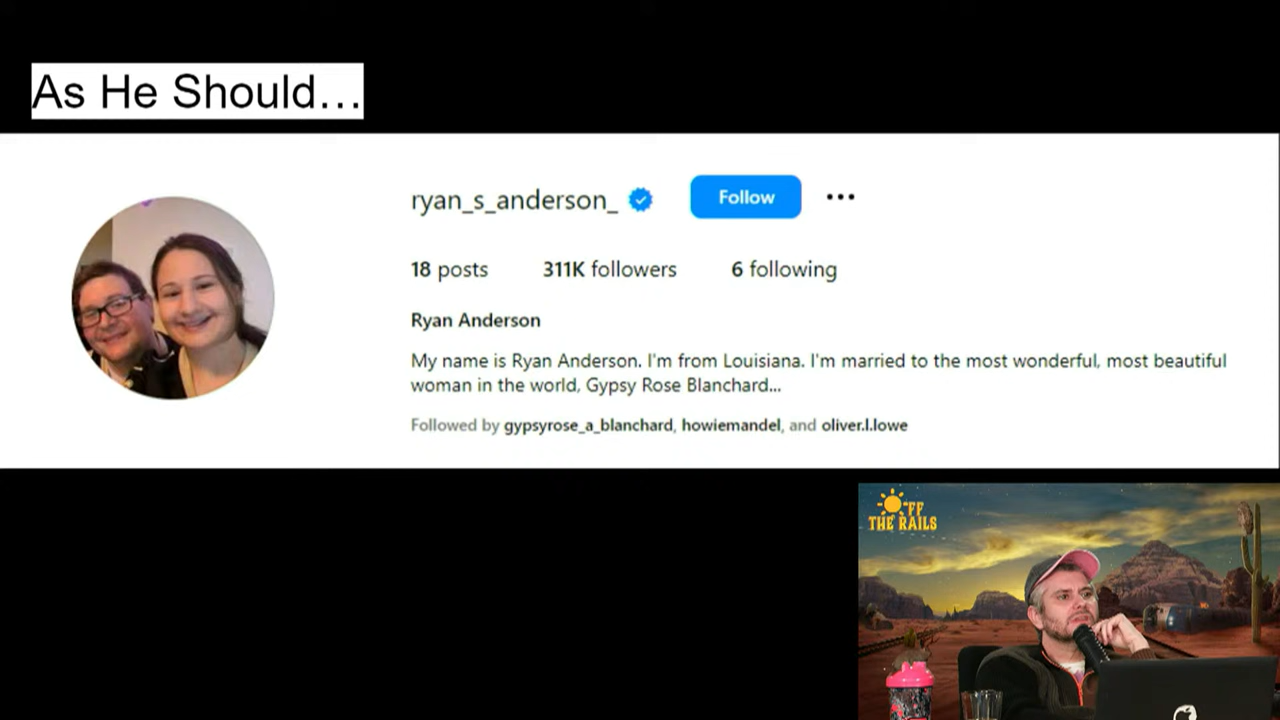 As He Should...
ryan_s_anderson_
Follow
18 posts 311K followers 6 following
Ryan Anderson
My name is Ryan Anderson. I'm from Louisiana. I'm married to the most wonderful, most beautiful
woman in the world, Gypsy Rose Blanchard...
Followed by gypsyrose_a_blanchard, howiemandel, and oliver.l.lowe
OFF
THE RAILS